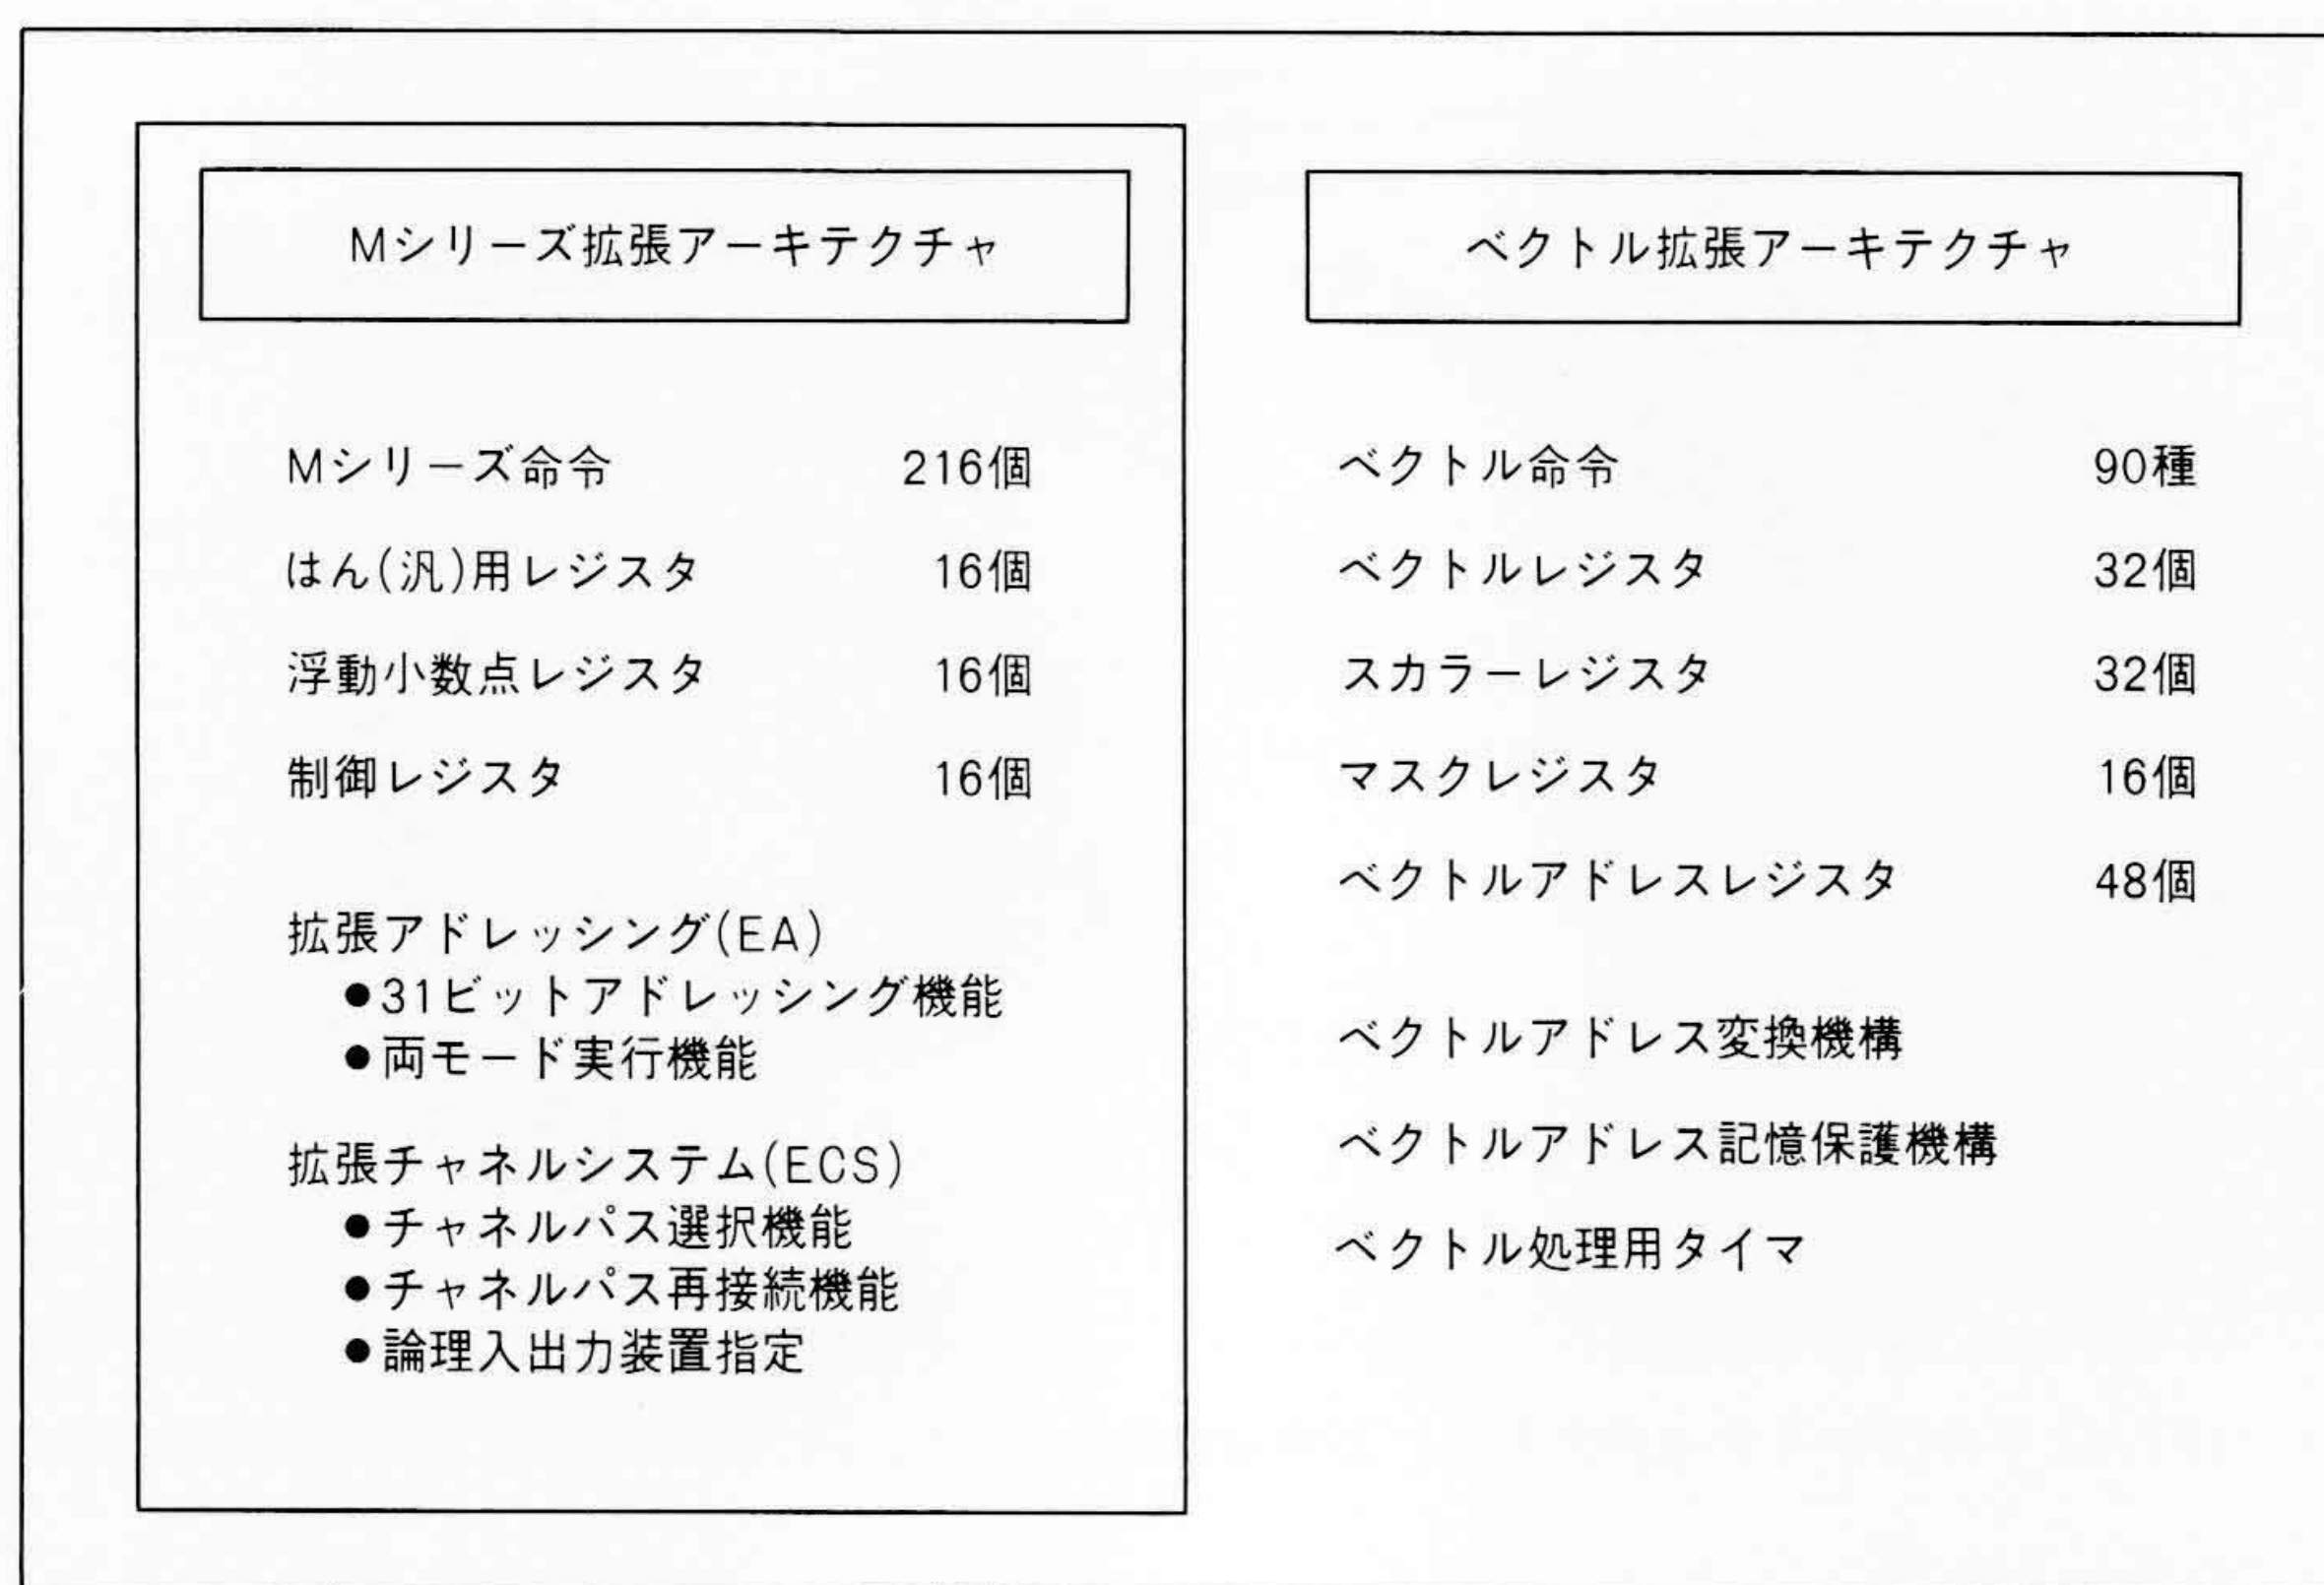 Mシリーズ拡張アーキテクチャ
Mシリーズ命令 216個
はん(汎)用レジスタ 16個
浮動小数点レジスタ 16個
制御レジスタ 16個
拡張アドレッシング(EA)
●31ビットアドレッシング機能
●両モード実行機能
拡張チャネルシステム(ECS)
●チャネルパス選択機能
●チャネルパス再接続機能
●論理入出力装置指定
ベクトル拡張アーキテクチャ
ベクトル命令 90種
ベクトルレジスタ 32個
スカラーレジスタ 32個
マスクレジスタ 16個
ベクトルアドレスレジスタ 48個
ベクトルアドレス変換機構
ベクトルアドレス記憶保護機構
ベクトル処理用タイマ